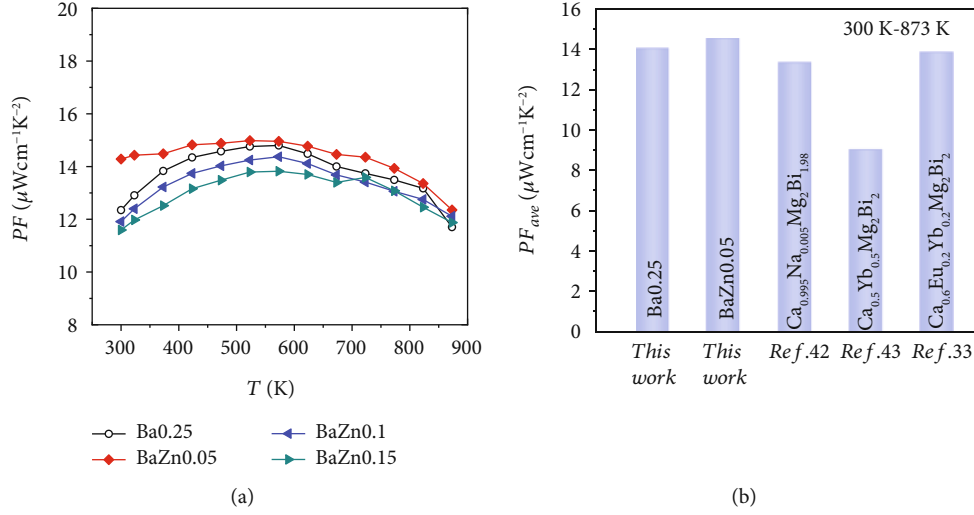 20
18
16
14
12
10
8
PF (μWcm⁻¹K⁻²)
300 400 500 600 700 800 900
T (K)
Ba0.25
BaZn0.05
BaZn0.1
BaZn0.15
(a)
16
14
12
10
8
6
4
2
0
PF_ave (μWcm⁻¹K⁻²)
300 K-873 K
Ba0.25
BaZn0.05
Ca₀.₉₉₅Na₀.₀₀₅Mg₂Bi₁.₉₈
Ca₀.₅Yb₀.₅Mg₂Bi₂
Ca₀.₆Eu₀.₂Yb₀.₂Mg₂Bi₂
This work
This work
Ref.42
Ref.43
Ref.33
(b)